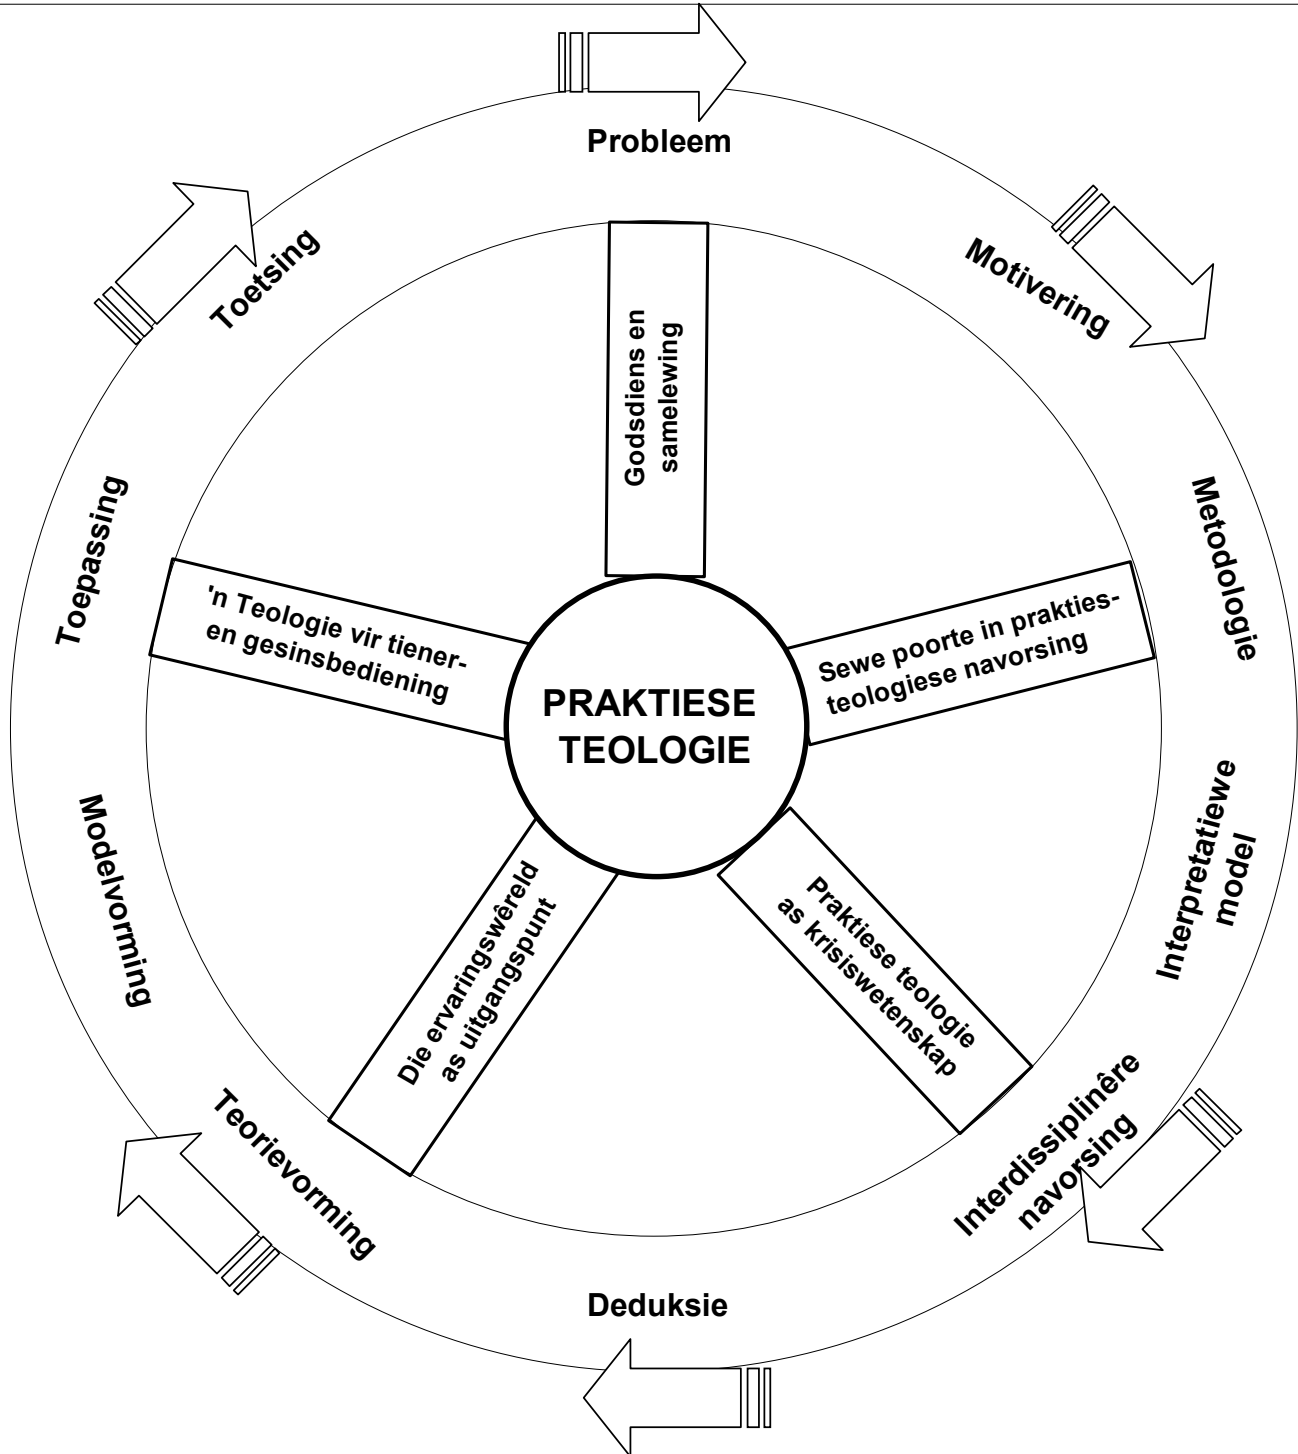 Probleem
Motivering
Metodologie
Interpretatiewe
model
Interdissiplinêre
navorsing
Deduksie
Teorievorming
Modelvorming
Toepassing
Toetsing
Godsdiens en
samelewing
Sewe poorte in prakties-
teologiese navorsing
Praktiese teologie
as krisiswetenskap
Die ervaringswêreld
as uitgangspunt
'n Teologie vir tiener-
en gesinsbediening
PRAKTIESE
TEOLOGIE